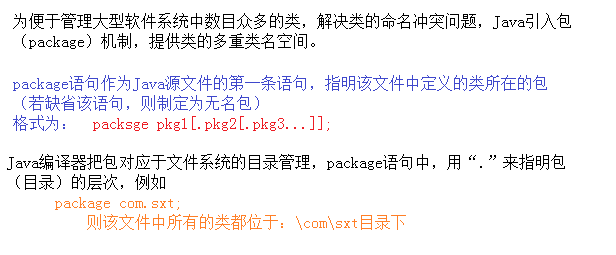 为便于管理大型软件系统中数目众多的类，解决类的命名冲突问题，Java引入包
（package）机制，提供类的多重类名空间。
package语句作为Java源文件的第一条语句，指明该文件中定义的类所在的包
（若缺省该语句，则制定为无名包）
格式为： packsge pkg1[.pkg2[.pkg3...]];
Java编译器把包对应于文件系统的目录管理，package语句中，用“.”来指明包
（目录）的层次，例如
package com.sxt;
则该文件中所有的类都位于：\com\sxt目录下